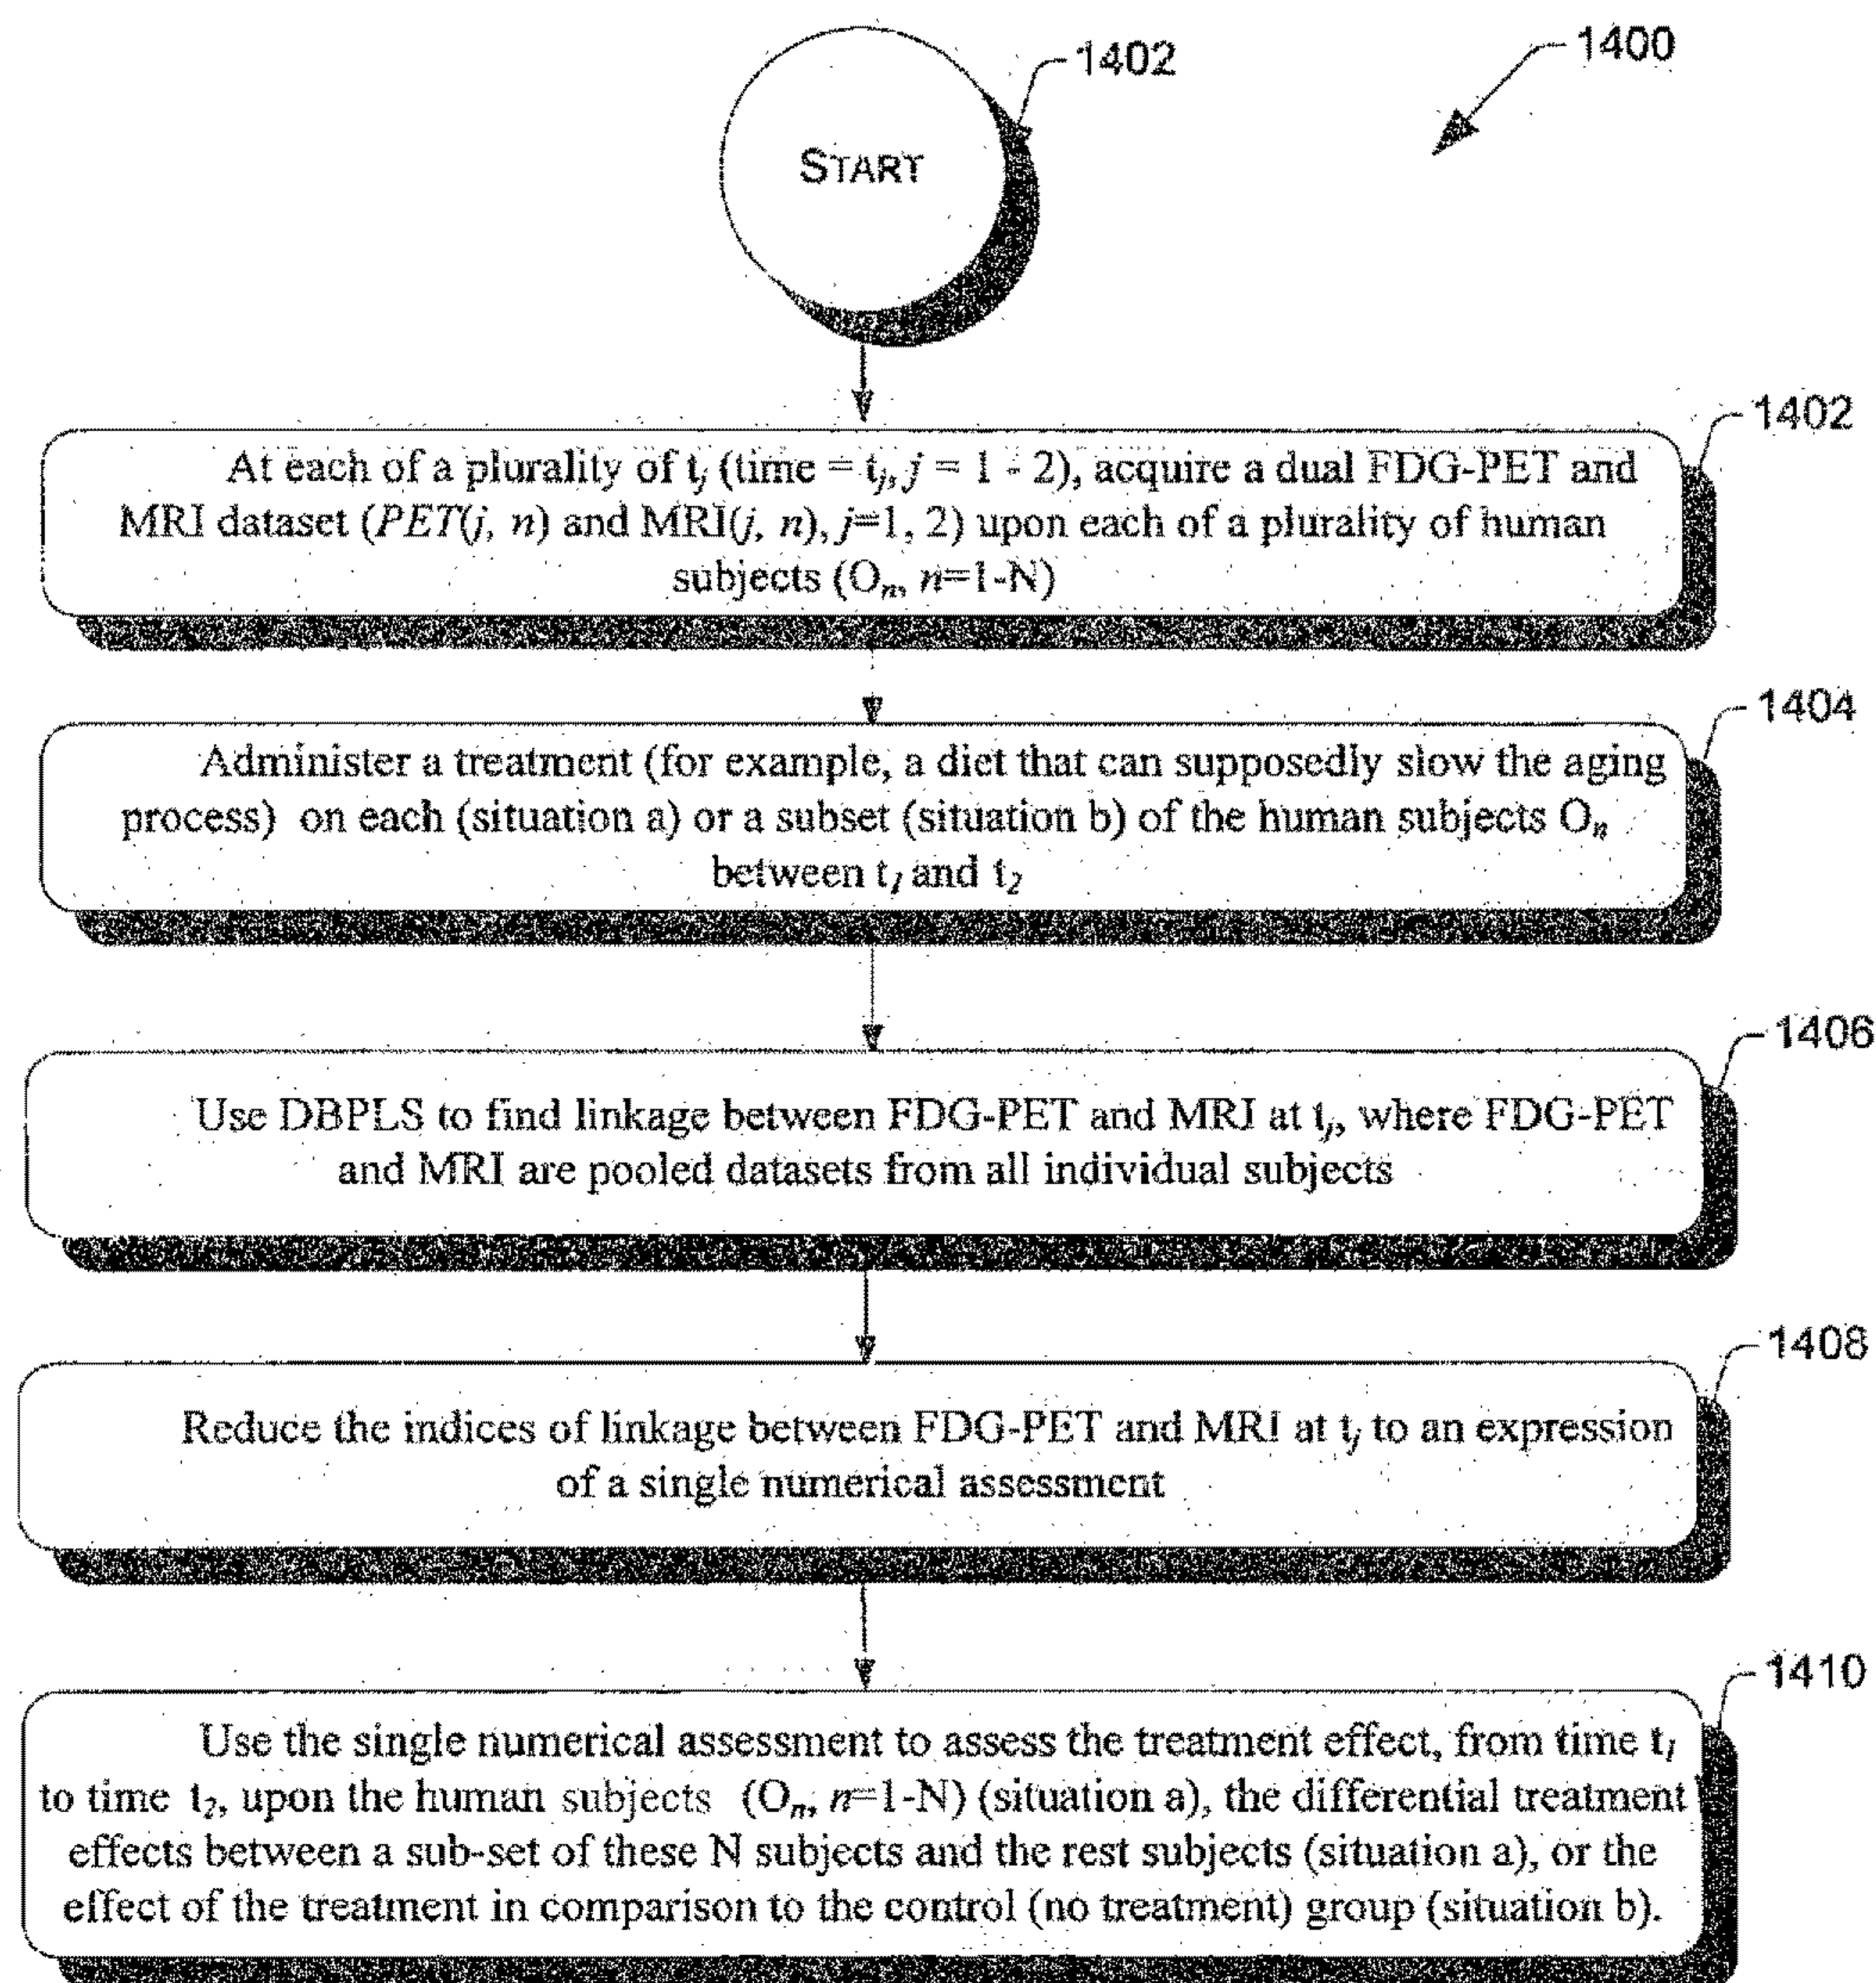 1400
1402
START
1402
At each of a plurality of tj (time = tj, j = 1 - 2), acquire a dual FDG-PET and
MRI dataset (PET(j, n) and MRI(j, n), j=1, 2) upon each of a plurality of human
subjects (On, n=1-N)
1404
Administer a treatment (for example, a diet that can supposedly slow the aging
process) on each (situation a) or a subset (situation b) of the human subjects On
between t1 and t2
1406
Use DBPLS to find linkage between FDG-PET and MRI at tj, where FDG-PET
and MRI are pooled datasets from all individual subjects
1408
Reduce the indices of linkage between FDG-PET and MRI at tj to an expression
of a single numerical assessment
1410
Use the single numerical assessment to assess the treatment effect, from time t1
to time t2, upon the human subjects (On, n=1-N) (situation a), the differential treatment
effects between a sub-set of these N subjects and the rest subjects (situation a), or the
effect of the treatment in comparison to the control (no treatment) group (situation b).